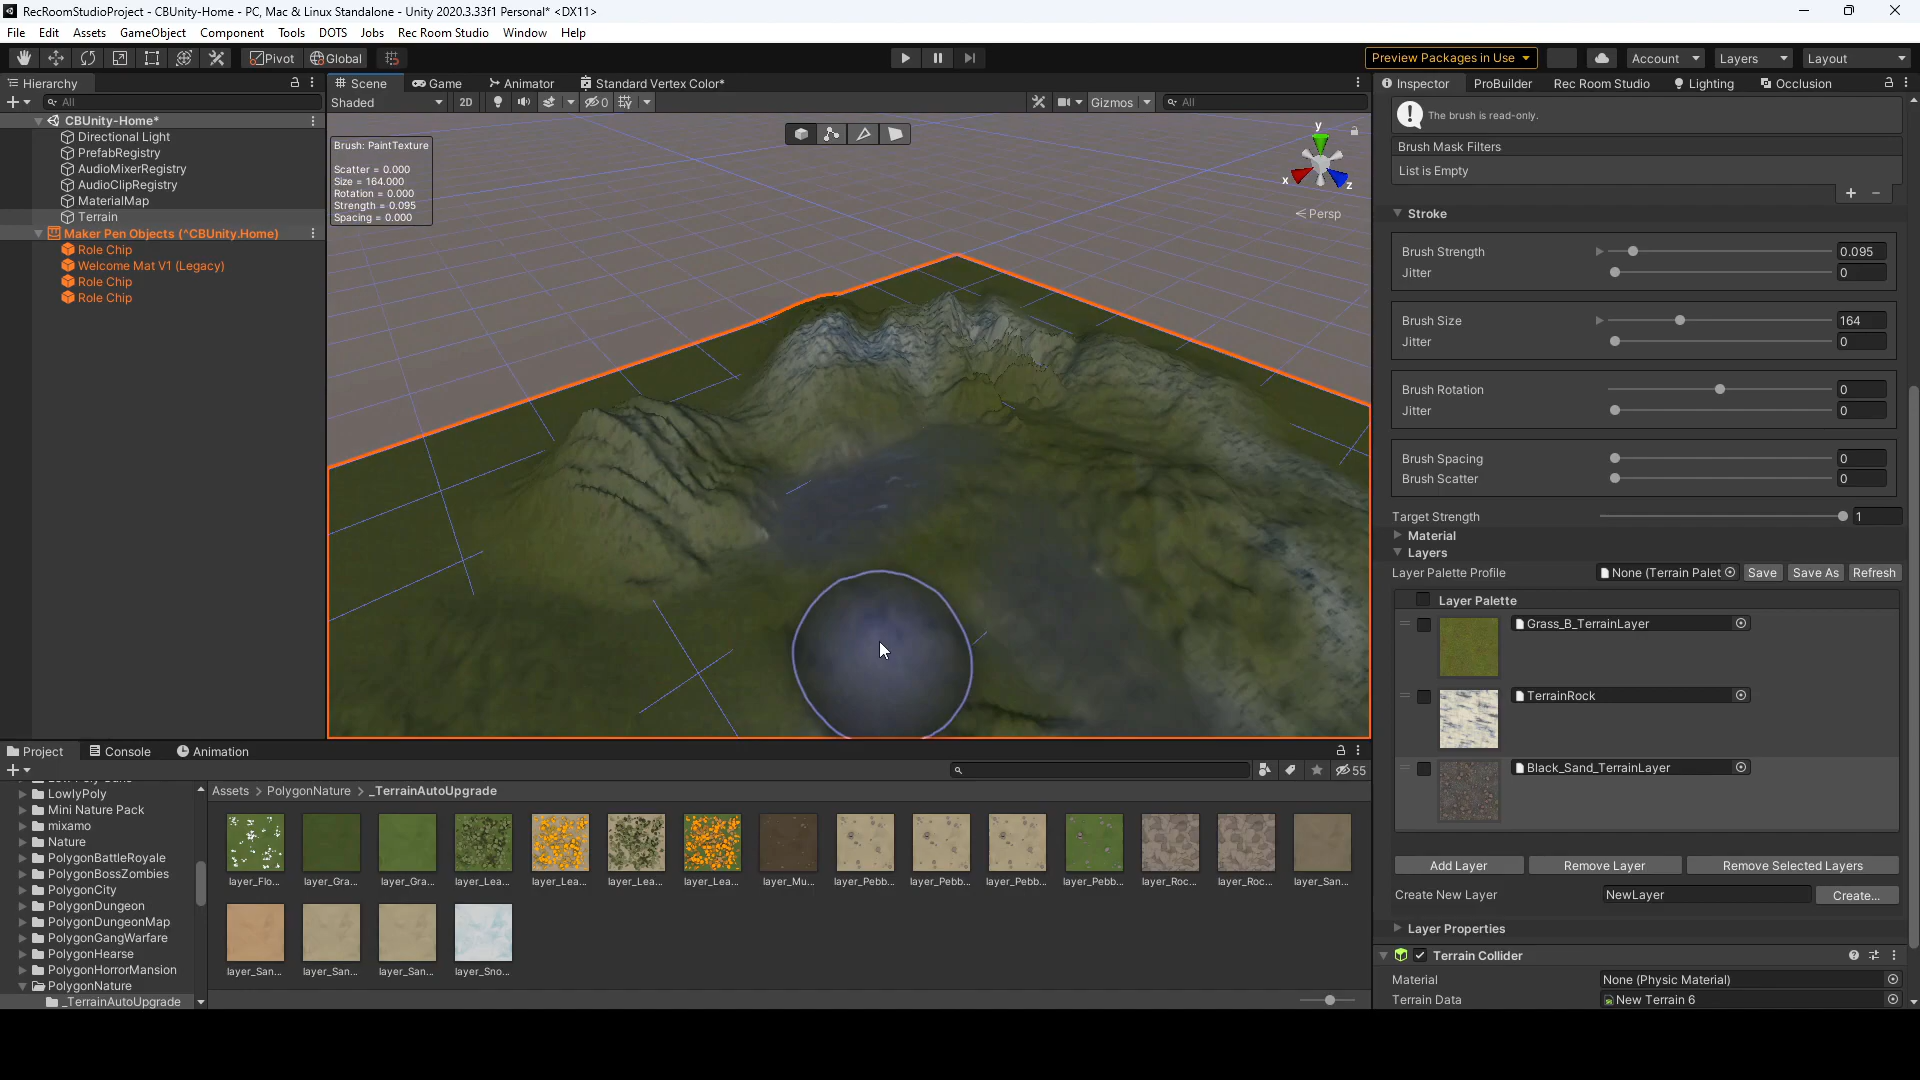 RecRoomStudioProject - CBUnity-Home - PC, Mac & Linux Standalone - Unity 2020.3.33f1 Personal* <DX11>
File Edit Assets GameObject Component Tools DOTS Jobs Rec Room Studio Window Help
Pivot Global Preview Packages in Use Account Layers Layout
Hierarchy
All
CBUnity-Home*
Directional Light
PrefabRegistry
AudioMixerRegistry
AudioClipRegistry
MaterialMap
Terrain
Maker Pen Objects (^CBUnity.Home)
Role Chip
Welcome Mat V1 (Legacy)
Role Chip
Role Chip
Scene Game Animator Standard Vertex Color*
Shaded 2D 0 Gizmos All
Brush: PaintTexture
Scatter = 0.000
Size = 164.000
Rotation = 0.000
Strength = 0.095
Spacing = 0.000
y
x
z
Persp
Inspector ProBuilder Rec Room Studio Lighting Occlusion
The brush is read-only.
Brush Mask Filters
List is Empty
Stroke
Brush Strength 0.095
Jitter 0
Brush Size 164
Jitter 0
Brush Rotation 0
Jitter 0
Brush Spacing 0
Brush Scatter 0
Target Strength 1
Material
Layers
Layer Palette Profile None (Terrain Palet Save Save As Refresh
Layer Palette
Grass_B_TerrainLayer
TerrainRock
Black_Sand_TerrainLayer
Add Layer Remove Layer Remove Selected Layers
Create New Layer NewLayer Create...
Layer Properties
Terrain Collider
Material None (Physic Material)
Terrain Data New Terrain 6
Project Console Animation
55
LowlyPoly
Mini Nature Pack
mixamo
Nature
PolygonBattleRoyale
PolygonBossZombies
PolygonCity
PolygonDungeon
PolygonDungeonMap
PolygonGangWarfare
PolygonHearse
PolygonHorrorMansion
PolygonNature
_TerrainAutoUpgrade
Assets > PolygonNature > _TerrainAutoUpgrade
layer_Flo... layer_Gra... layer_Gra... layer_Lea... layer_Lea... layer_Lea... layer_Lea... layer_Mu... layer_Pebb... layer_Pebb... layer_Pebb... layer_Pebb... layer_Roc... layer_Roc... layer_San...
layer_San... layer_San... layer_San... layer_Sno...